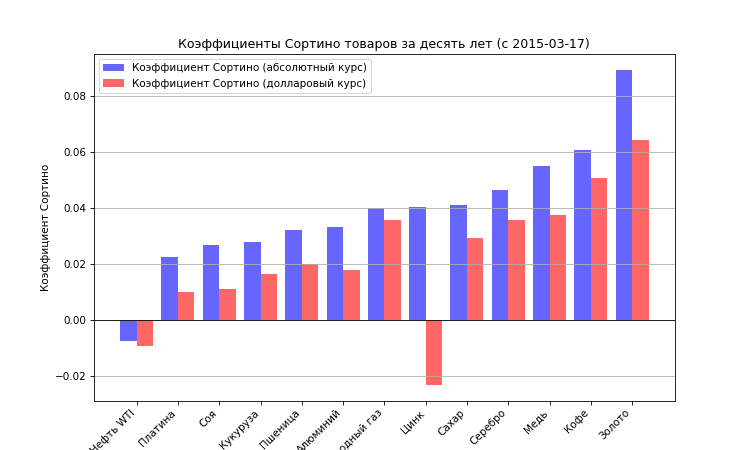 Коэффициенты Сортино товаров за десять лет (с 2015-03-17)
Коэффициент Сортино (абсолютный курс)
Коэффициент Сортино (долларовый курс)
Коэффициент Сортино
0.08
0.06
0.04
0.02
0.00
−0.02
Нефть WTI
Платина
Соя
Кукуруза
Пшеница
Алюминий
одный газ
Цинк
Сахар
Серебро
Медь
Кофе
Золото